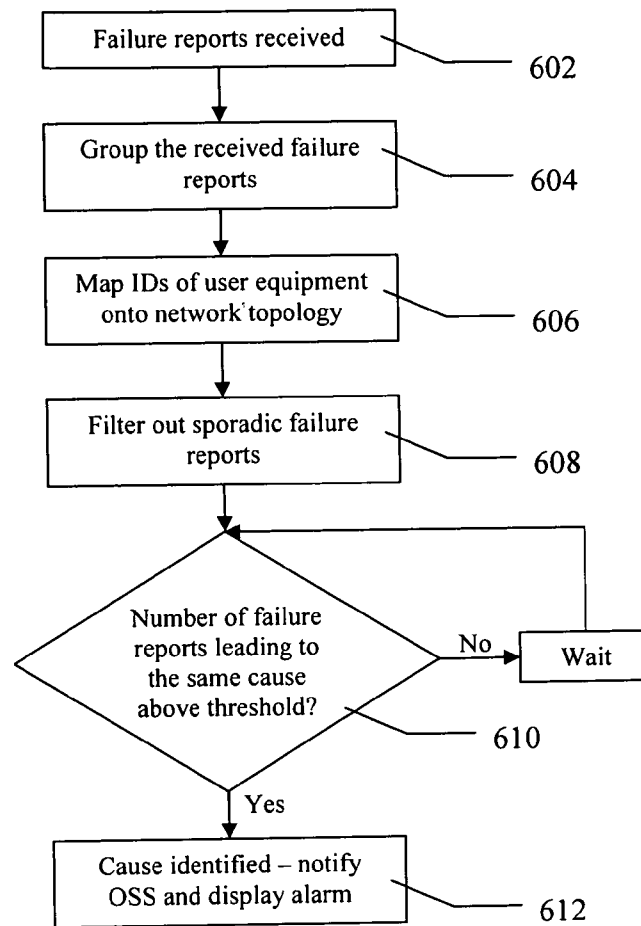 Failure reports received
602
Group the received failure
reports
604
Map IDs of user equipment
onto network topology
606
Filter out sporadic failure
reports
608
Number of failure
reports leading to
the same cause
above threshold?
No
Wait
610
Yes
Cause identified – notify
OSS and display alarm
612